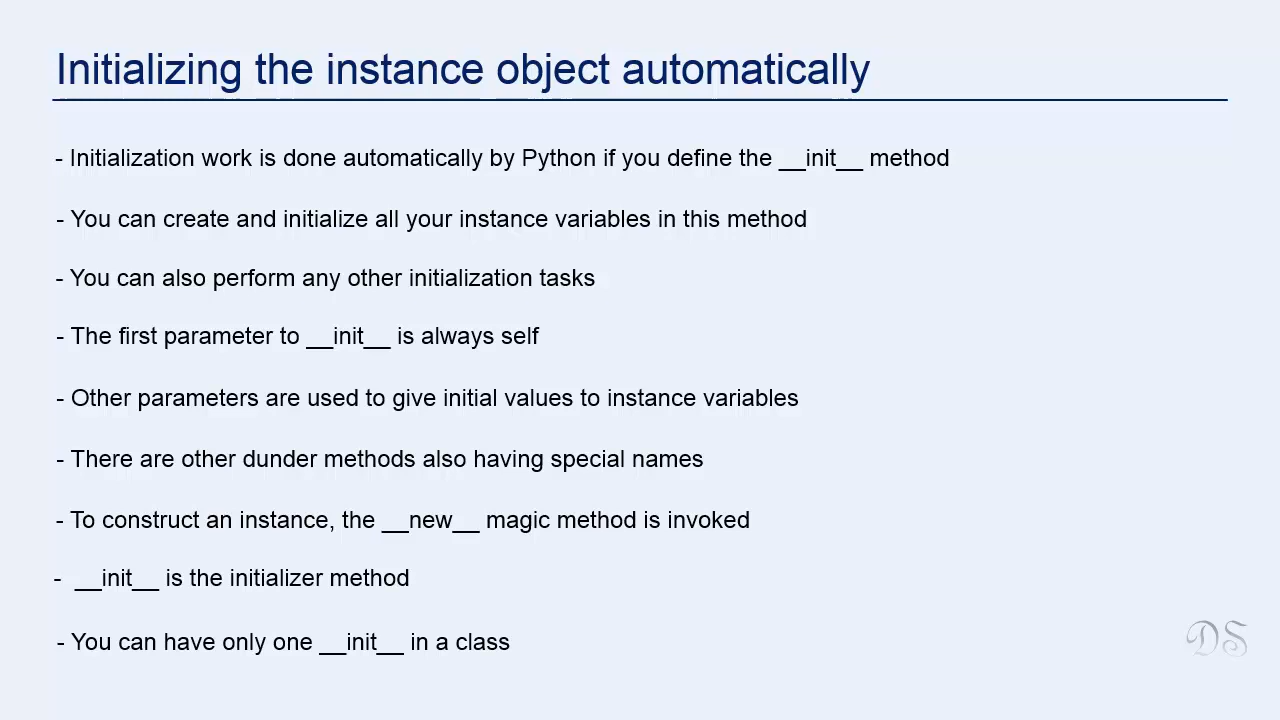 Initializing the instance object automatically
- Initialization work is done automatically by Python if you define the __init__ method
- You can create and initialize all your instance variables in this method
- You can also perform any other initialization tasks
- The first parameter to __init__ is always self
- Other parameters are used to give initial values to instance variables
- There are other dunder methods also having special names
- To construct an instance, the __new__ magic method is invoked
- __init__ is the initializer method
- You can have only one __init__ in a class
DS